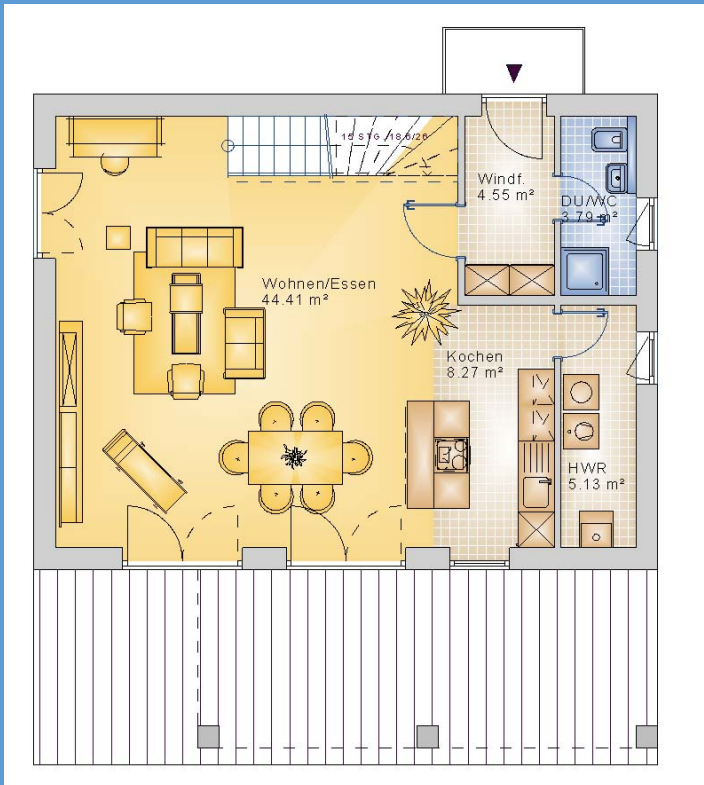 15 STG. 18.6/26
Windf.
4.55 m²
DU/WC
3.79 m²
Wohnen/Essen
44.41 m²
Kochen
8.27 m²
HWR
5.13 m²